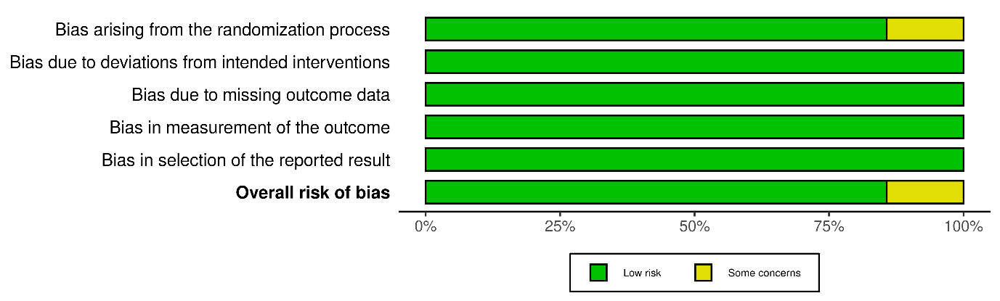 Bias arising from the randomization process
Bias due to deviations from intended interventions
Bias due to missing outcome data
Bias in measurement of the outcome
Bias in selection of the reported result
Overall risk of bias
0% 25% 50% 75% 100%
Low risk Some concerns